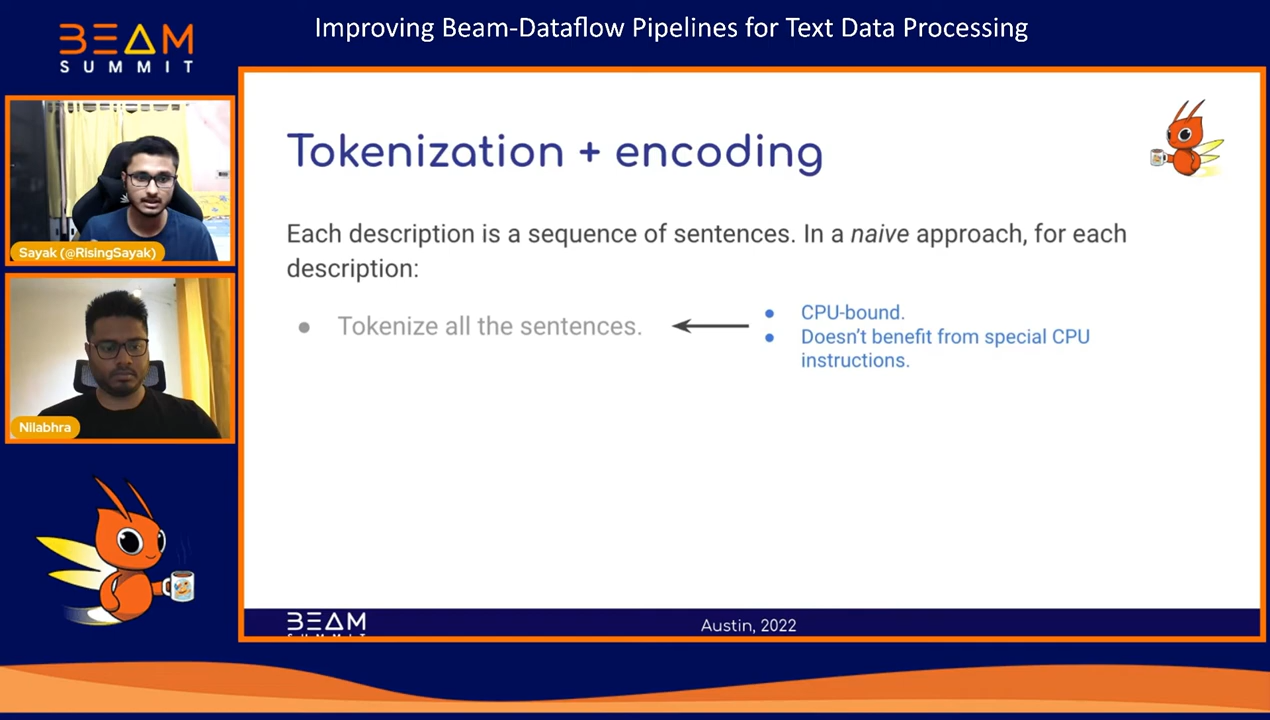 Improving Beam-Dataflow Pipelines for Text Data Processing
BEAM
SUMMIT
Sayak (@RisingSayak)
Nilabhra
Tokenization + encoding
Each description is a sequence of sentences. In a naive approach, for each
description:
● Tokenize all the sentences.
● CPU-bound.
● Doesn’t benefit from special CPU
instructions.
BEAM
Austin, 2022